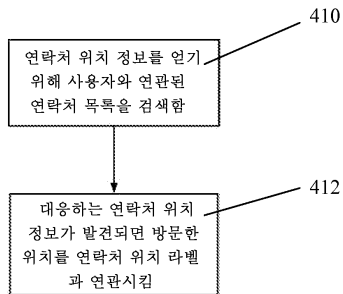 410
연락처 위치 정보를 얻기
위해 사용자와 연관된
연락처 목록을 검색함
412
대응하는 연락처 위치
정보가 발견되면 방문한
위치를 연락처 위치 라벨
과 연관시킴